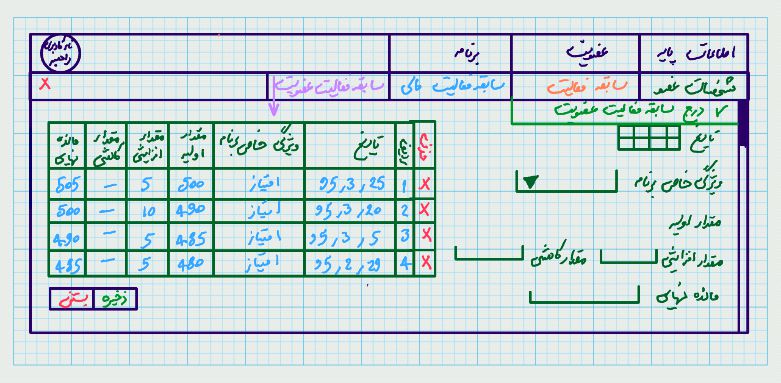 اطلاعات پایه عضویت برنامه نام کاربری راهبر
مشخصات عضو سابقه فعالیت سابقه فعالیت مالی سابقه فعالیت عضویت X
✓ درج سابقه فعالیت عضویت
تاریخ
ویژگی خاص برنامه
مقدار اولیه
مقدار افزایشی مقدار کاهشی
مانده نهایی
حذف ردیف تاریخ ویژگی خاص برنامه مقدار اولیه مقدار افزایشی مقدار کاهشی مانده نهایی
X 1 95,3,25 امتیاز 500 5 — 505
X 2 95,3,20 امتیاز 490 10 — 500
X 3 95,3,5 امتیاز 485 5 — 490
X 4 95,2,29 امتیاز 480 5 — 485
ذخیره بستن